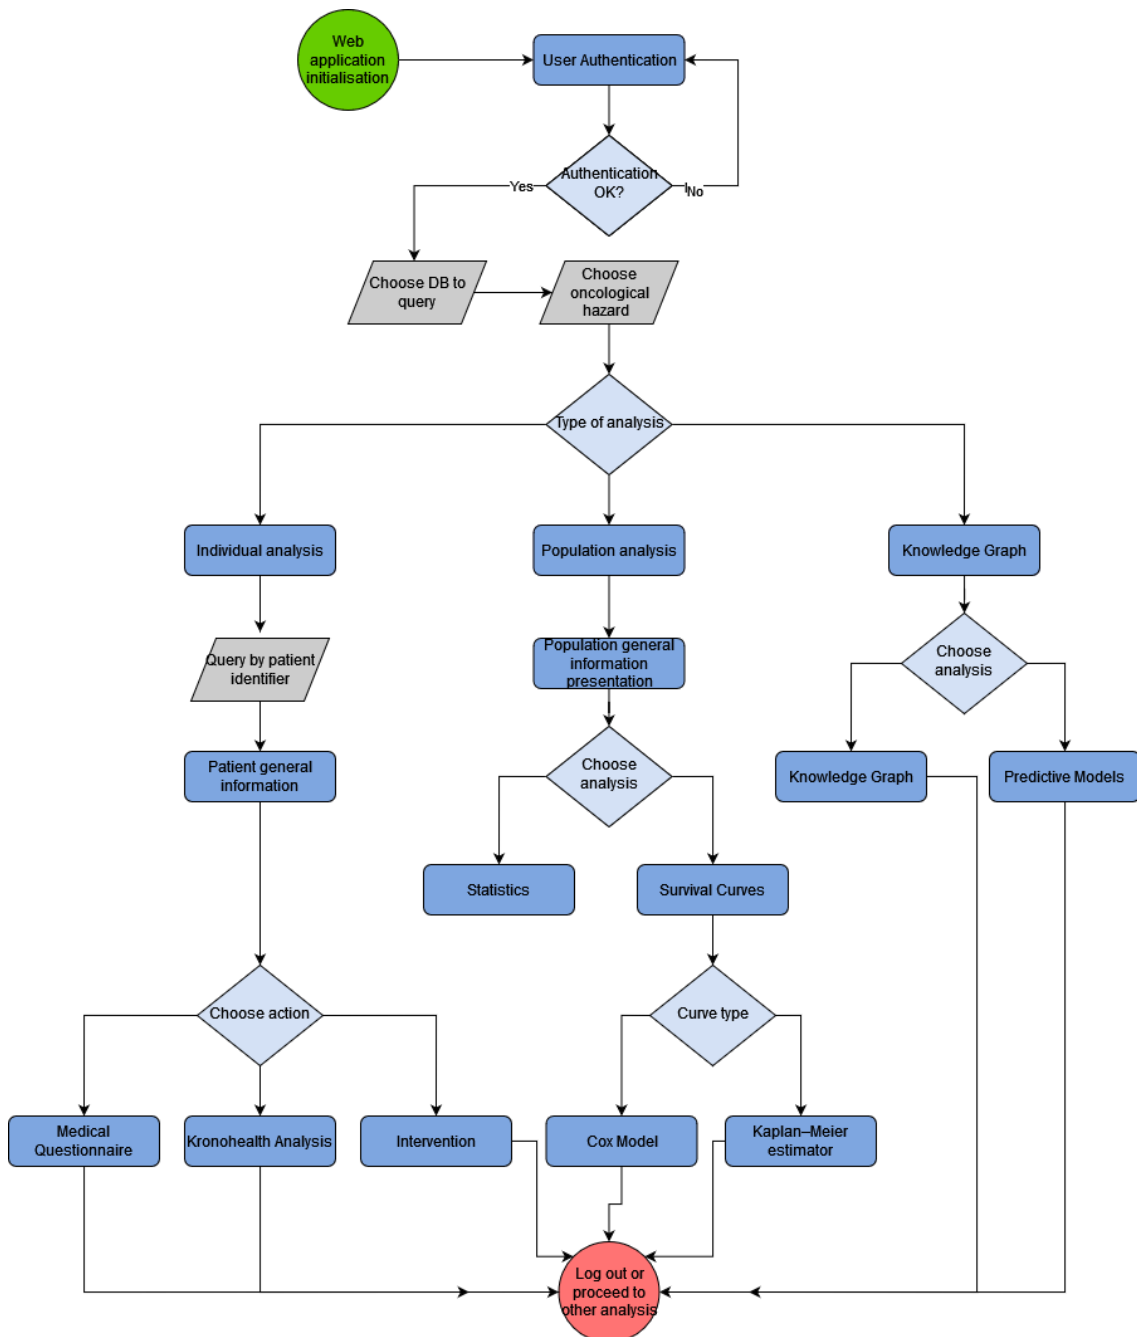 Web
application
initialisation
User Authentication
Authentication
OK?
Yes
No
Choose DB to
query
Choose
oncological
hazard
Type of analysis
Individual analysis
Population analysis
Knowledge Graph
Query by patient
identifier
Population general
information
presentation
Choose
analysis
Patient general
information
Choose
analysis
Knowledge Graph
Predictive Models
Statistics
Survival Curves
Choose action
Curve type
Medical
Questionnaire
Kronohealth Analysis
Intervention
Cox Model
Kaplan–Meier
estimator
Log out or
proceed to
other analysis